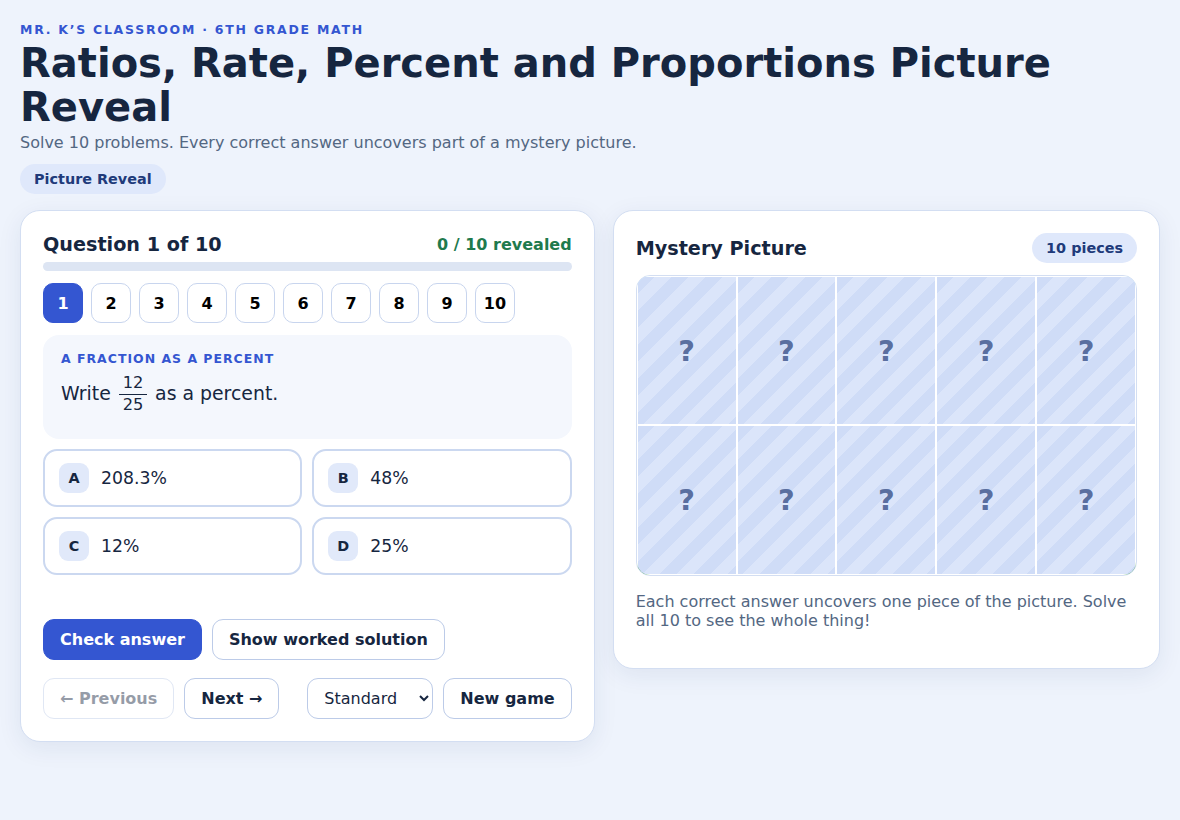 MR. K’S CLASSROOM · 6TH GRADE MATH
Ratios, Rate, Percent and Proportions Picture
Reveal
Solve 10 problems. Every correct answer uncovers part of a mystery picture.
Picture Reveal
Question 1 of 10
0 / 10 revealed
1 2 3 4 5 6 7 8 9 10
A FRACTION AS A PERCENT
Write 12/25 as a percent.
A 208.3%
B 48%
C 12%
D 25%
Check answer
Show worked solution
← Previous
Next →
Standard
New game
Mystery Picture
10 pieces
? ? ? ? ?
? ? ? ? ?
Each correct answer uncovers one piece of the picture. Solve
all 10 to see the whole thing!